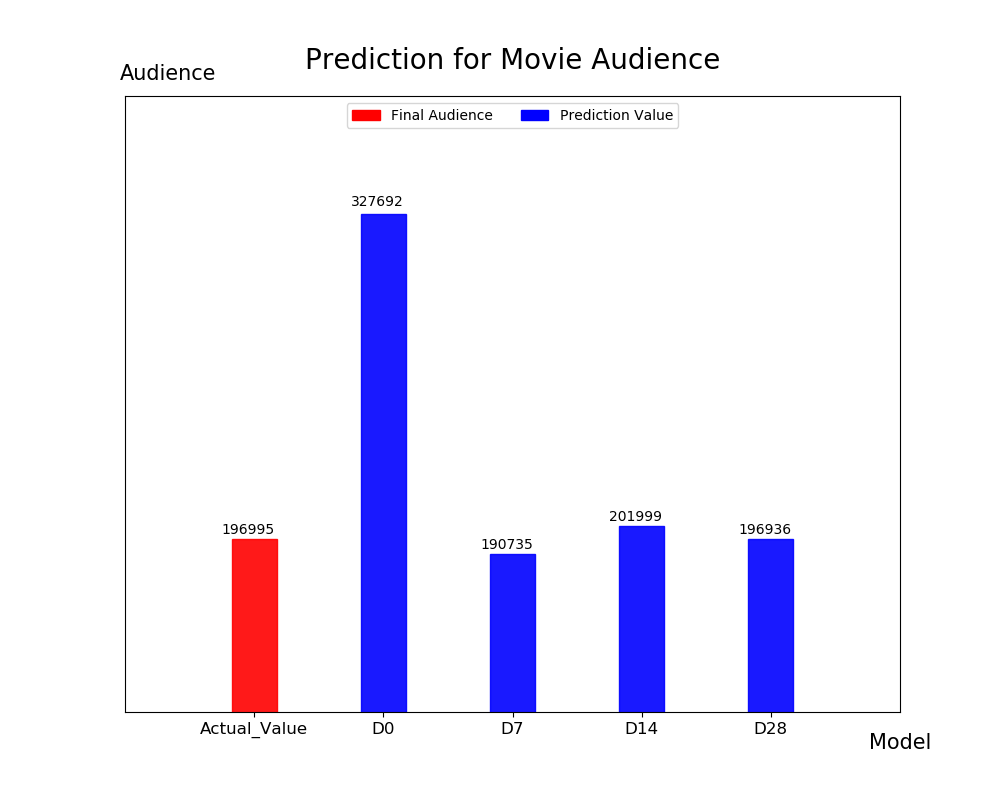 Prediction for Movie Audience
Audience
Final Audience
Prediction Value
327692
196995
190735
201999
196936
Actual_Value
D0
D7
D14
D28
Model